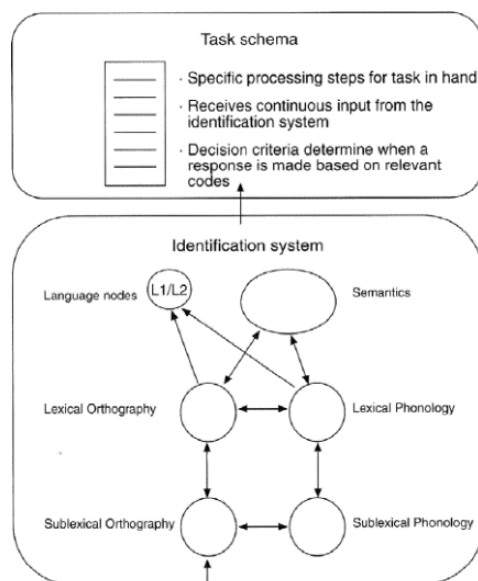 Task schema
· Specific processing steps for task in hand
· Receives continuous input from the
identification system
· Decision criteria determine when a
response is made based on relevant
codes
Identification system
Language nodes
L1/L2
Semantics
Lexical Orthography
Lexical Phonology
Sublexical Orthography
Sublexical Phonology